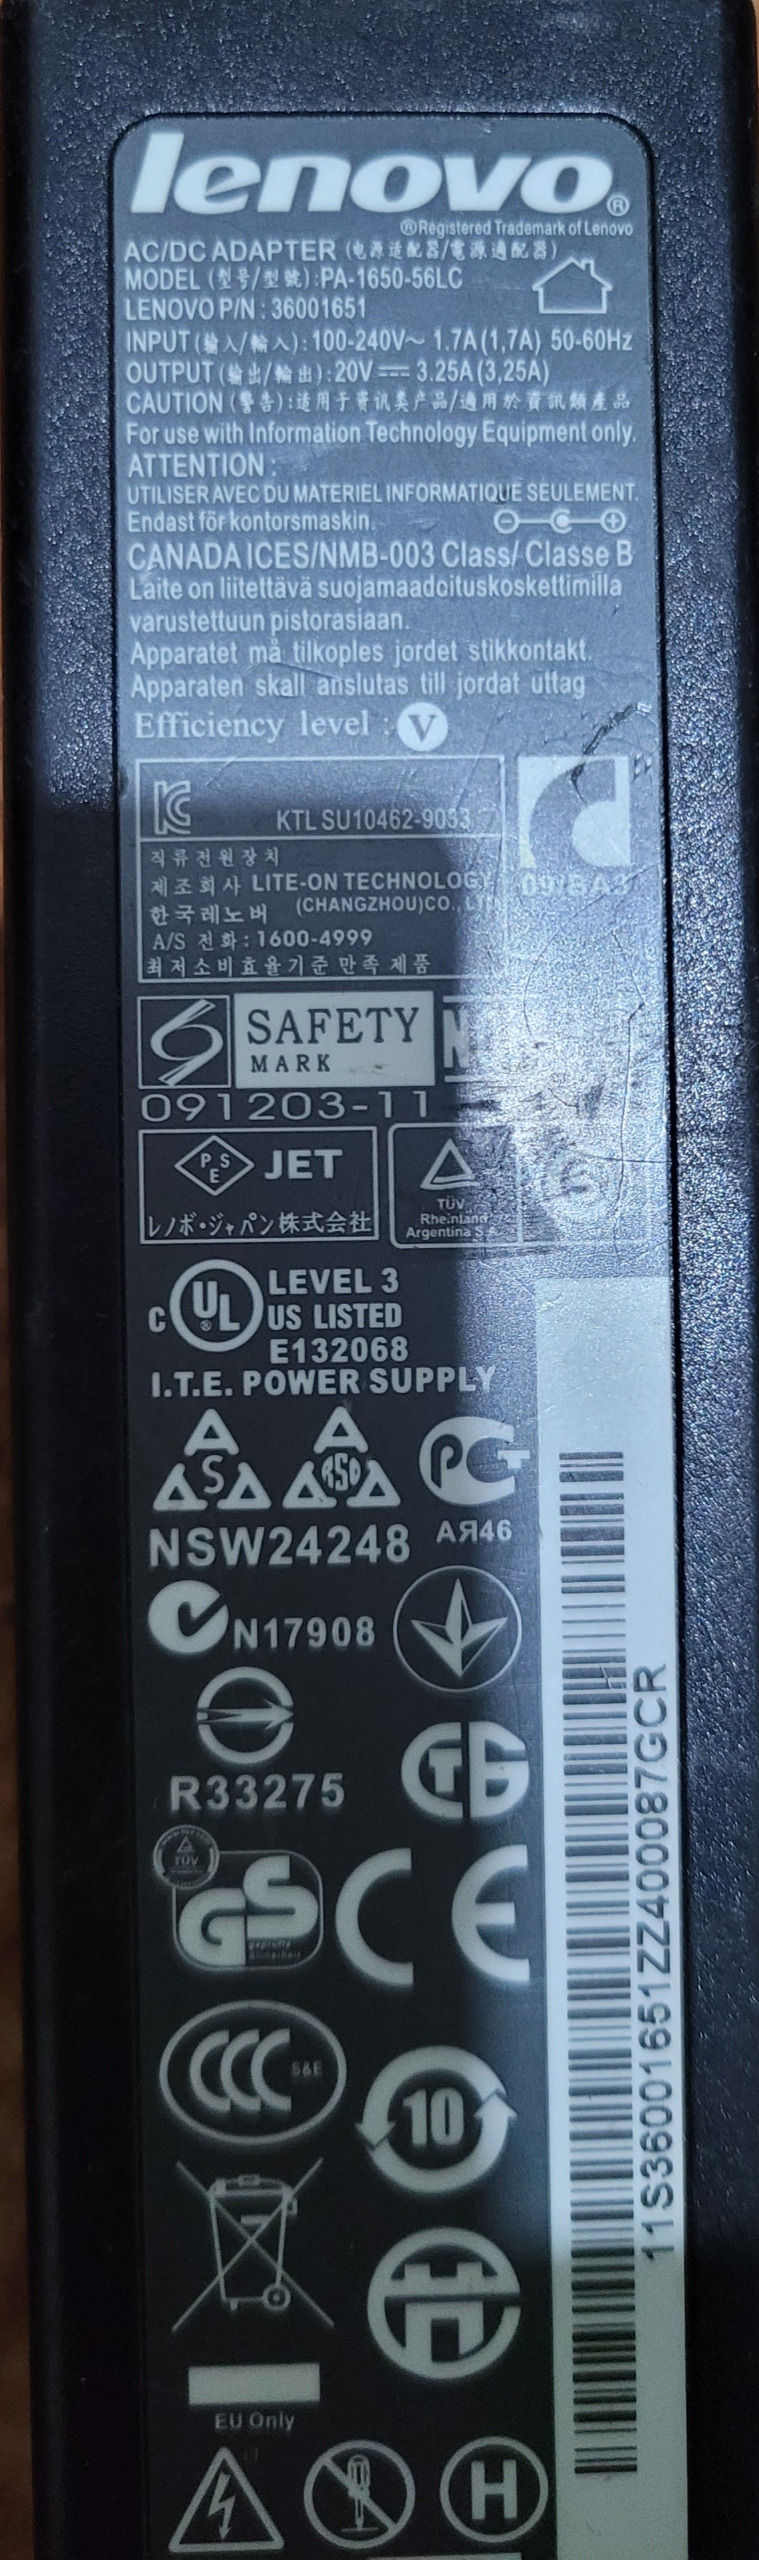 lenovo®
®Registered Trademark of Lenovo
AC/DC ADAPTER (电源适配器/電源適配器)
MODEL (型号/型號):PA-1650-56LC
LENOVO P/N : 36001651
INPUT (输入/輸入) : 100-240V~ 1.7A (1,7A) 50-60Hz
OUTPUT (输出/輸出) : 20V 3.25A (3,25A)
CAUTION (警告):适用于资讯类产品/適用於資訊類產品
For use with Information Technology Equipment only.
ATTENTION :
UTILISER AVEC DU MATERIEL INFORMATIQUE SEULEMENT.
Endast för kontorsmaskin.
CANADA ICES/NMB-003 Class/ Classe B
Laite on liitettävä suojamaadoituskoskettimilla
varustettuun pistorasiaan.
Apparatet må tilkoples jordet stikkontakt.
Apparaten skall anslutas till jordat uttag
Efficiency level : V
KTL SU10462-9033
직류전원장치
제조회사 LITE-ON TECHNOLOGY
(CHANGZHOU)CO., LTD
한국레노버
A/S 전화 : 1600-4999
최저소비효율기준만족제품
SAFETY
MARK
091203-11
PSE JET
レノボ・ジャパン株式会社
TÜV
Rheinland
Argentina S.A
c UL® LEVEL 3
US LISTED
E132068
I.T.E. POWER SUPPLY
S RSD PCT
NSW24248 AЯ46
N17908
R33275
TÜV
GS geprüfte Sicherheit CE
CCC S&E
10
EU Only
H
11S36001651ZZ400087GCR